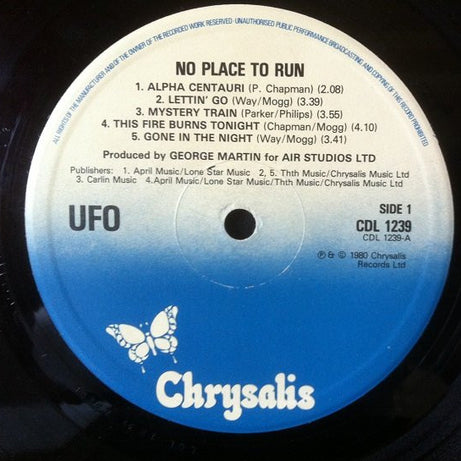 ALL RIGHTS OF THE MANUFACTURER AND OF THE OWNER OF THE RECORDED WORK RESERVED · UNAUTHORISED PUBLIC PERFORMANCE BROADCASTING AND COPYING OF THIS RECORD PROHIBITED
NO PLACE TO RUN
1. ALPHA CENTAURI (P. Chapman) (2.08)
2. LETTIN' GO (Way/Mogg) (3.39)
3. MYSTERY TRAIN (Parker/Philips) (3.55)
4. THIS FIRE BURNS TONIGHT (Chapman/Mogg) (4.10)
5. GONE IN THE NIGHT (Way/Mogg) (3.41)
Produced by GEORGE MARTIN for AIR STUDIOS LTD
Publishers: 1. April Music/Lone Star Music 2, 5. Thth Music/Chrysalis Music
3. Carlin Music 4.April Music/Lone Star Music/Thth Music/Chrysalis Music
UFO
SIDE 1
CDL 1239
CDL 1239-A
℗ & © 1980 Chrysalis
Records Ltd
Chrysalis